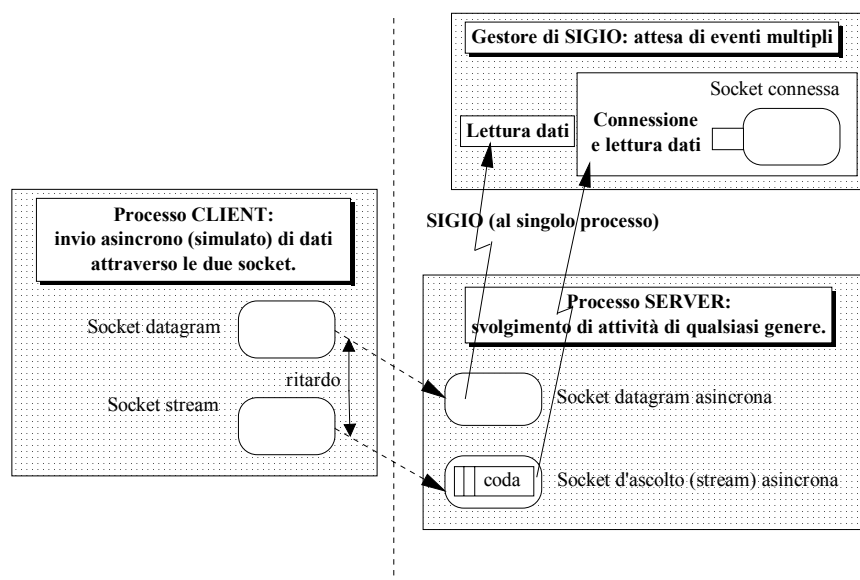 Gestore di SIGIO: attesa di eventi multipli
Socket connessa
Lettura dati
Connessione
e lettura dati
Processo CLIENT:
invio asincrono (simulato) di dati
attraverso le due socket.
SIGIO (al singolo processo)
Processo SERVER:
svolgimento di attività di qualsiasi genere.
Socket datagram
ritardo
Socket stream
Socket datagram asincrona
coda
Socket d'ascolto (stream) asincrona